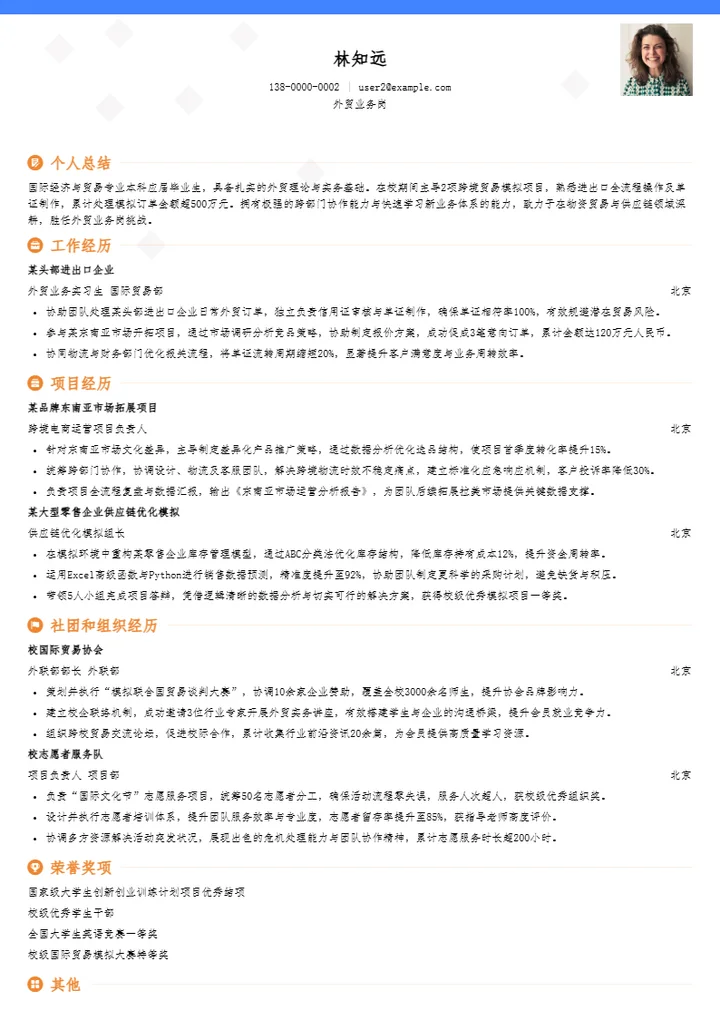 林知远
138-0000-0002 | user2@example.com
外贸业务岗
个人总结
国际经济与贸易专业本科应届毕业生，具备扎实的外贸理论与实务基础。在校期间主导2项跨境贸易模拟项目，熟悉进出口全流程操作及单
证制作，累计处理模拟订单金额超500万元。拥有极强的跨部门协作能力与快速学习新业务体系的能力，致力于在物资贸易与供应链领域深
耕，胜任外贸业务岗挑战。
工作经历
某头部进出口企业
外贸业务实习生 国际贸易部 北京
• 协助团队处理某头部进出口企业日常外贸订单，独立负责信用证审核与单证制作，确保单证相符率100%，有效规避潜在贸易风险。
• 参与某东南亚市场开拓项目，通过市场调研分析竞品策略，协助制定报价方案，成功促成3笔意向订单，累计金额达120万元人民币。
• 协同物流与财务部门优化报关流程，将单证流转周期缩短20%，显著提升客户满意度与业务周转效率。
项目经历
某品牌东南亚市场拓展项目
跨境电商运营项目负责人 北京
• 针对东南亚市场文化差异，主导制定差异化产品推广策略，通过数据分析优化选品结构，使项目首季度转化率提升15%。
• 统筹跨部门协作，协调设计、物流及客服团队，解决跨境物流时效不稳定痛点，建立标准化应急响应机制，客户投诉率降低30%。
• 负责项目全流程复盘与数据汇报，输出《东南亚市场运营分析报告》，为团队后续拓展拉美市场提供关键数据支撑。
某大型零售企业供应链优化模拟
供应链优化模拟组长 北京
• 在模拟环境中重构某零售企业库存管理模型，通过ABC分类法优化库存结构，降低库存持有成本12%，提升资金周转率。
• 运用Excel高级函数与Python进行销售数据预测，精准度提升至92%，协助团队制定更科学的采购计划，避免缺货与积压。
• 带领5人小组完成项目答辩，凭借逻辑清晰的数据分析与切实可行的解决方案，获得校级优秀模拟项目一等奖。
社团和组织经历
校国际贸易协会
外联部部长 外联部 北京
• 策划并执行“模拟联合国贸易谈判大赛”，协调10余家企业赞助，覆盖全校3000余名师生，提升协会品牌影响力。
• 建立校企联络机制，成功邀请3位行业专家开展外贸实务讲座，有效搭建学生与企业的沟通桥梁，提升会员就业竞争力。
• 组织跨校贸易交流论坛，促进校际合作，累计收集行业前沿资讯20余篇，为会员提供高质量学习资源。
校志愿者服务队
项目负责人 项目部 北京
• 负责“国际文化节”志愿服务项目，统筹50名志愿者分工，确保活动流程零失误，服务人次超人，获校级优秀组织奖。
• 设计并执行志愿者培训体系，提升团队服务效率与专业度，志愿者留存率提升至85%，获指导老师高度评价。
• 协调多方资源解决活动突发状况，展现出色的危机处理能力与团队协作精神，累计志愿服务时长超200小时。
荣誉奖项
国家级大学生创新创业训练计划项目优秀结项
校级优秀学生干部
全国大学生英语竞赛一等奖
校级国际贸易模拟大赛特等奖
其他